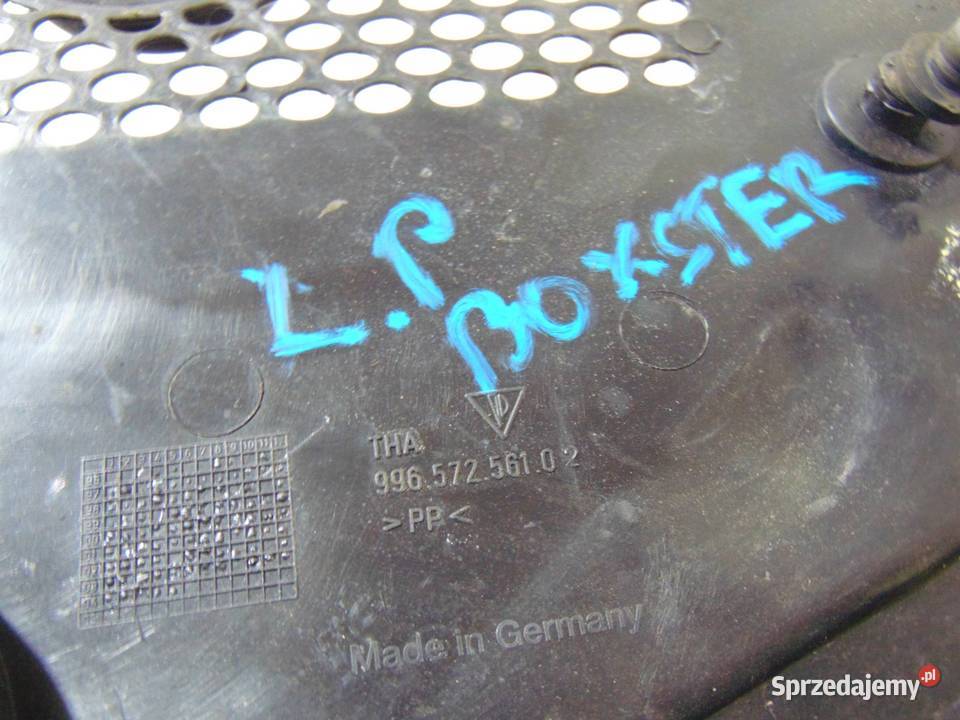 L.P
BOXSTER
THA
996.572.561.02
>PP<
Made in Germany
Sprzedajemy.pl